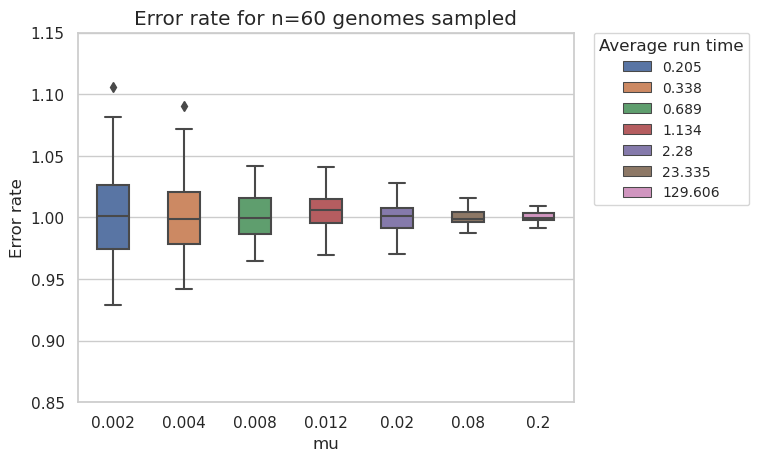 Error rate for n=60 genomes sampled
Error rate
1.15
1.10
1.05
1.00
0.95
0.90
0.85
0.002 0.004 0.008 0.012 0.02 0.08 0.2
mu
Average run time
0.205
0.338
0.689
1.134
2.28
23.335
129.606